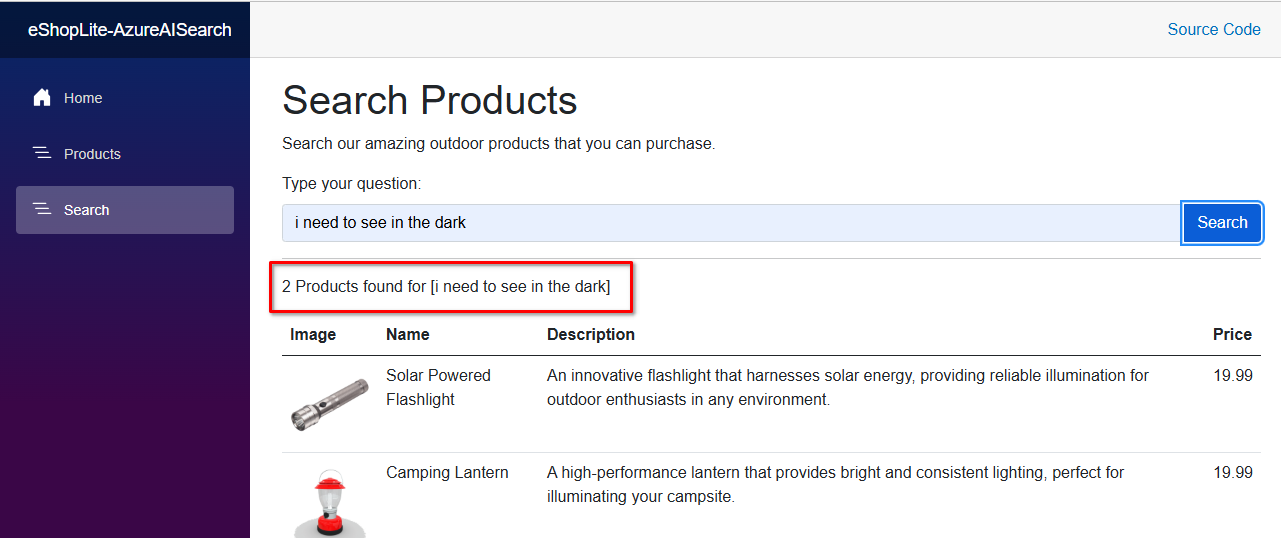 eShopLite-AzureAISearch
Source Code
Home
Products
Search
Search Products
Search our amazing outdoor products that you can purchase.
Type your question:
i need to see in the dark
Search
2 Products found for [i need to see in the dark]
Image Name Description Price
Solar Powered Flashlight
An innovative flashlight that harnesses solar energy, providing reliable illumination for
outdoor enthusiasts in any environment.
19.99
Camping Lantern
A high-performance lantern that provides bright and consistent lighting, perfect for
illuminating your campsite.
19.99